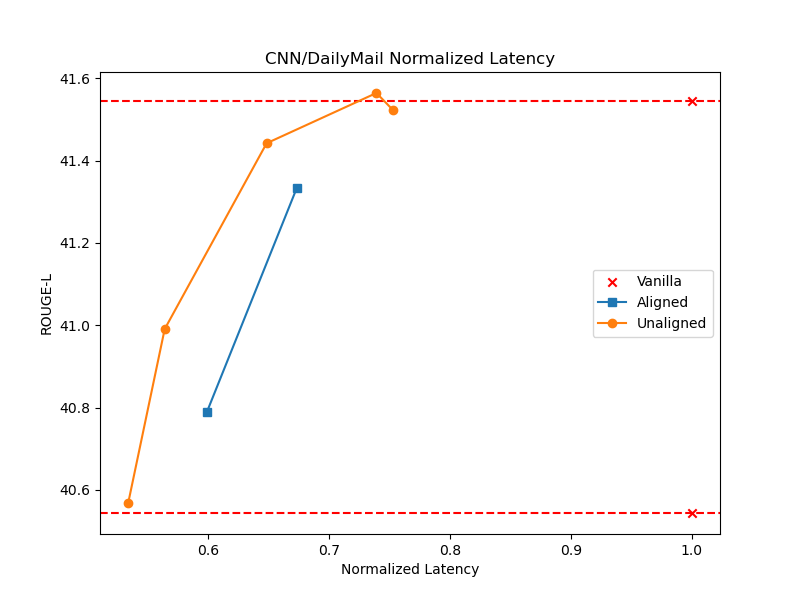 CNN/DailyMail Normalized Latency
41.6
41.4
41.2
41.0
40.8
40.6
ROUGE-L
Vanilla
Aligned
Unaligned
0.6
0.7
0.8
0.9
1.0
Normalized Latency